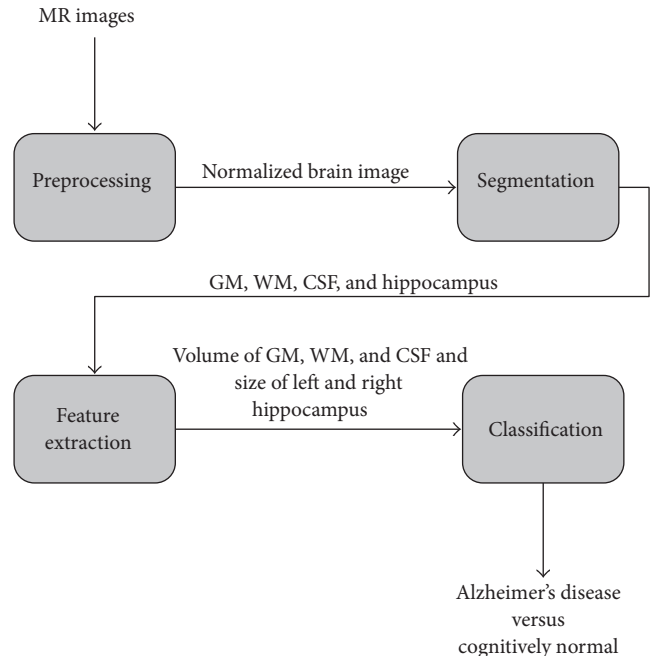 MR images
Preprocessing
Normalized brain image
Segmentation
GM, WM, CSF, and hippocampus
Feature
extraction
Volume of GM, WM, and CSF and
size of left and right
hippocampus
Classification
Alzheimer's disease
versus
cognitively normal